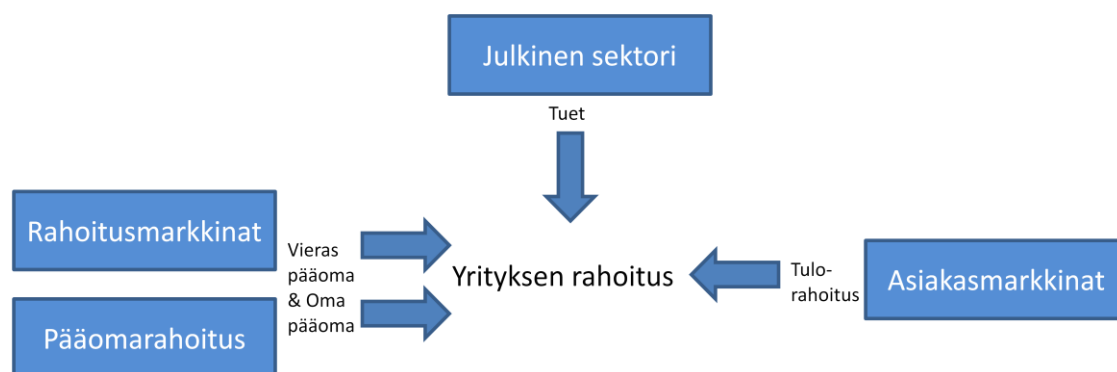 Julkinen sektori
Tuet
Rahoitusmarkkinat
Vieras
pääoma
& Oma
pääoma
Pääomarahoitus
Yrityksen rahoitus
Tulo-
rahoitus
Asiakasmarkkinat